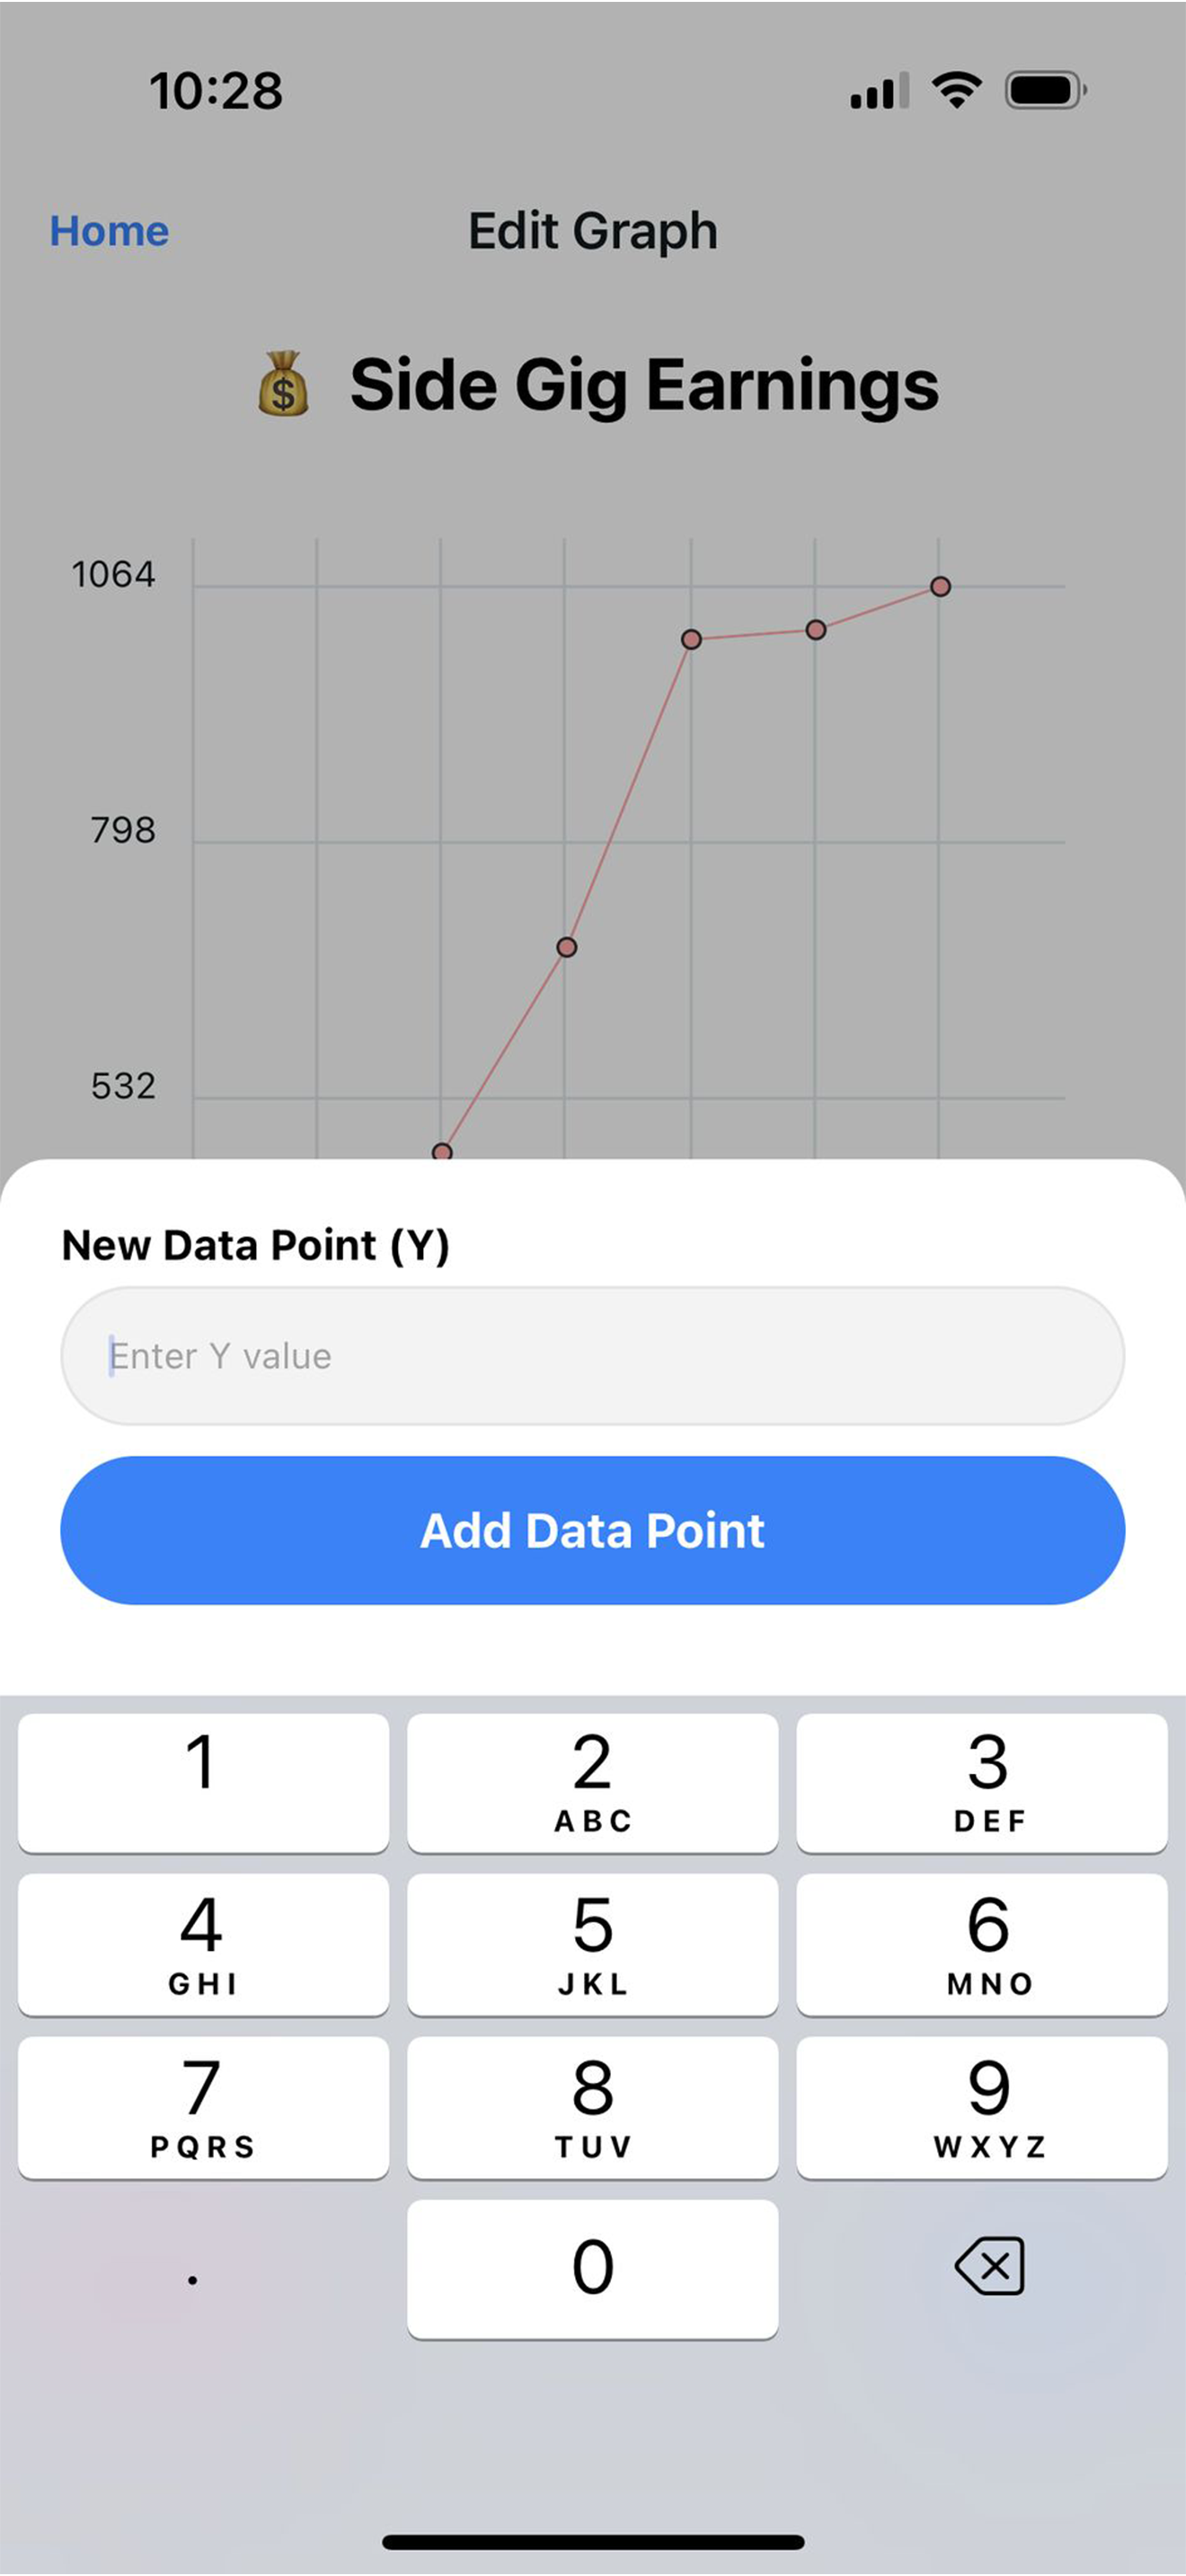 10:28
Home
Edit Graph
💰 Side Gig Earnings
1064
798
532
New Data Point (Y)
Enter Y value
Add Data Point
1 2 3
ABC DEF
4 5 6
GHI JKL MNO
7 8 9
PQRS TUV WXYZ
. 0